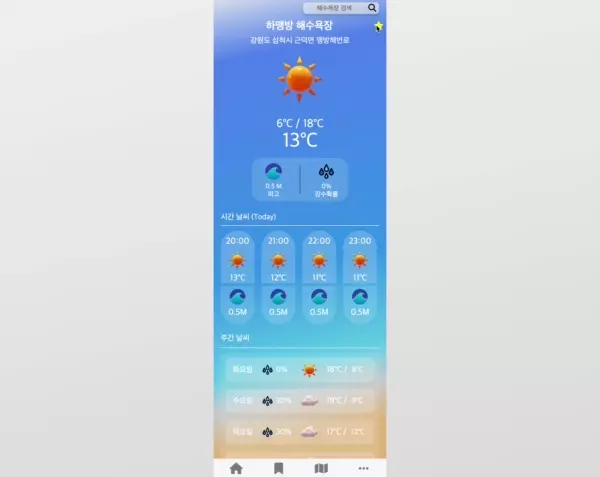 해수욕장 검색
하맹방 해수욕장
강원도 삼척시 근덕면 맹방해변로
6°C / 18°C
13°C
0.5 M 0%
파고 강수확률
시간 날씨 (Today)
20:00 21:00 22:00 23:00
13°C 12°C 11°C 11°C
0.5M 0.5M 0.5M 0.5M
주간 날씨
화요일 0% 18°C / 8°C
수요일 30% 19°C / 9°C
목요일 30% 17°C / 12°C